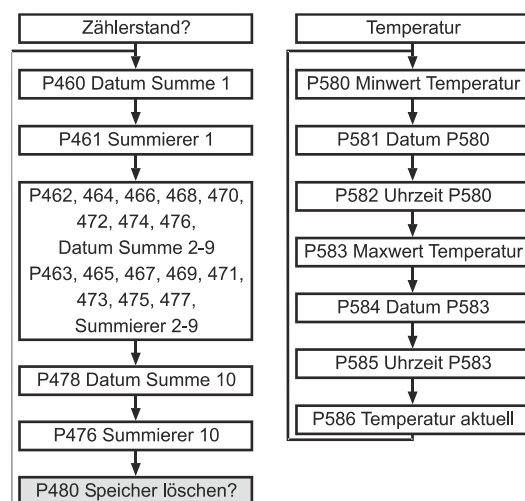 Zählerstand?
P460 Datum Summe 1
P461 Summierer 1
P462, 464, 466, 468, 470,
472, 474, 476,
Datum Summe 2-9
P463, 465, 467, 469, 471,
473, 475, 477,
Summierer 2-9
P478 Datum Summe 10
P476 Summierer 10
P480 Speicher löschen?
Temperatur
P580 Minwert Temperatur
P581 Datum P580
P582 Uhrzeit P580
P583 Maxwert Temperatur
P584 Datum P583
P585 Uhrzeit P583
P586 Temperatur aktuell